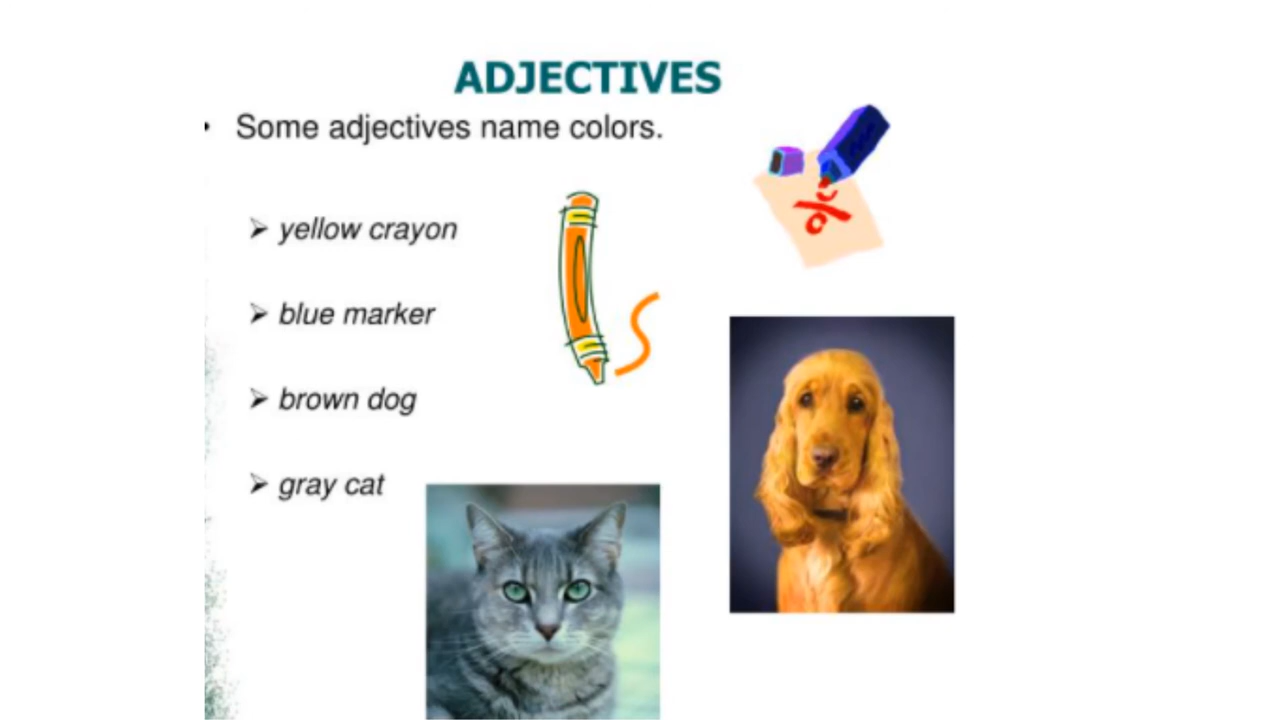 ADJECTIVES
• Some adjectives name colors.
➢ yellow crayon
➢ blue marker
➢ brown dog
➢ gray cat